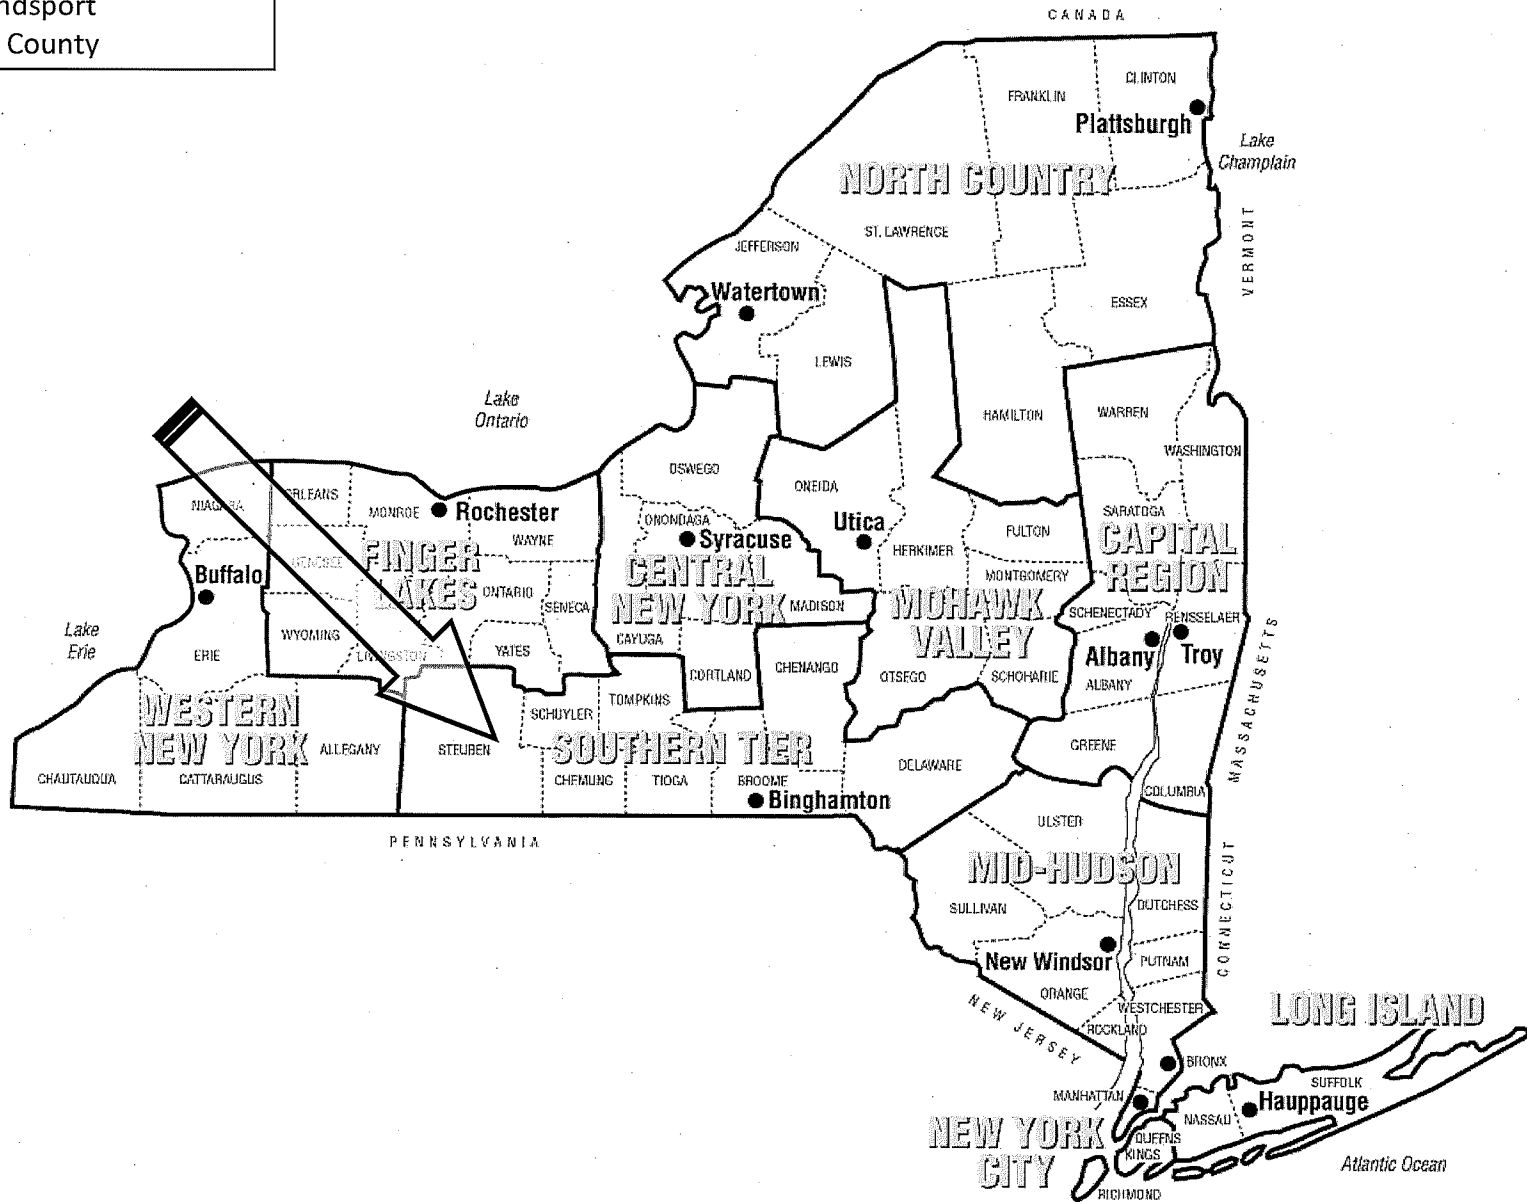 ndsport
County
CANADA
CLINTON
FRANKLIN
Plattsburgh
Lake
Champlain
NORTH COUNTRY
VERMONT
ST. LAWRENCE
JEFFERSON
Watertown
ESSEX
LEWIS
Lake
Ontario
HAMILTON
WARREN
WASHINGTON
OSWEGO
ONEIDA
NIAGARA
ORLEANS
MONROE
Rochester
WAYNE
ONONDAGA
Syracuse
Utica
HERKIMER
FULTON
SARATOGA
CAPITAL
REGION
GENESEE
FINGER
LAKES
ONTARIO
SENECA
CENTRAL
NEW YORK
MADISON
MONTGOMERY
MOHAWK
VALLEY
SCHENECTADY
RENSSELAER
Buffalo
Lake
Erie
ERIE
WYOMING
LIVINGSTON
YATES
CAYUGA
CORTLAND
CHENANGO
OTSEGO
SCHOHARIE
Albany
Troy
ALBANY
MASSACHUSETTS
WESTERN
NEW YORK
CHAUTAUQUA
CATTARAUGUS
ALLEGANY
STEUBEN
SCHUYLER
TOMPKINS
SOUTHERN TIER
CHEMUNG
TIOGA
BROOME
Binghamton
DELAWARE
GREENE
COLUMBIA
PENNSYLVANIA
ULSTER
MID-HUDSON
SULLIVAN
DUTCHESS
CONNECTICUT
New Windsor
PUTNAM
ORANGE
WESTCHESTER
ROCKLAND
NEW JERSEY
LONG ISLAND
BRONX
MANHATTAN
SUFFOLK
Hauppauge
NASSAU
NEW YORK
CITY
QUEENS
KINGS
RICHMOND
Atlantic Ocean